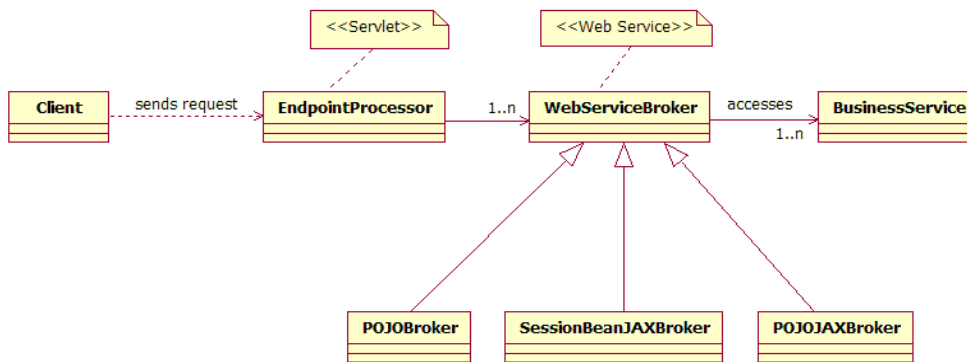 <<Servlet>>
<<Web Service>>
Client
sends request
EndpointProcessor
1..n
WebServiceBroker
accesses
1..n
BusinessService
POJOBroker
SessionBeanJAXBroker
POJOJAXBroker